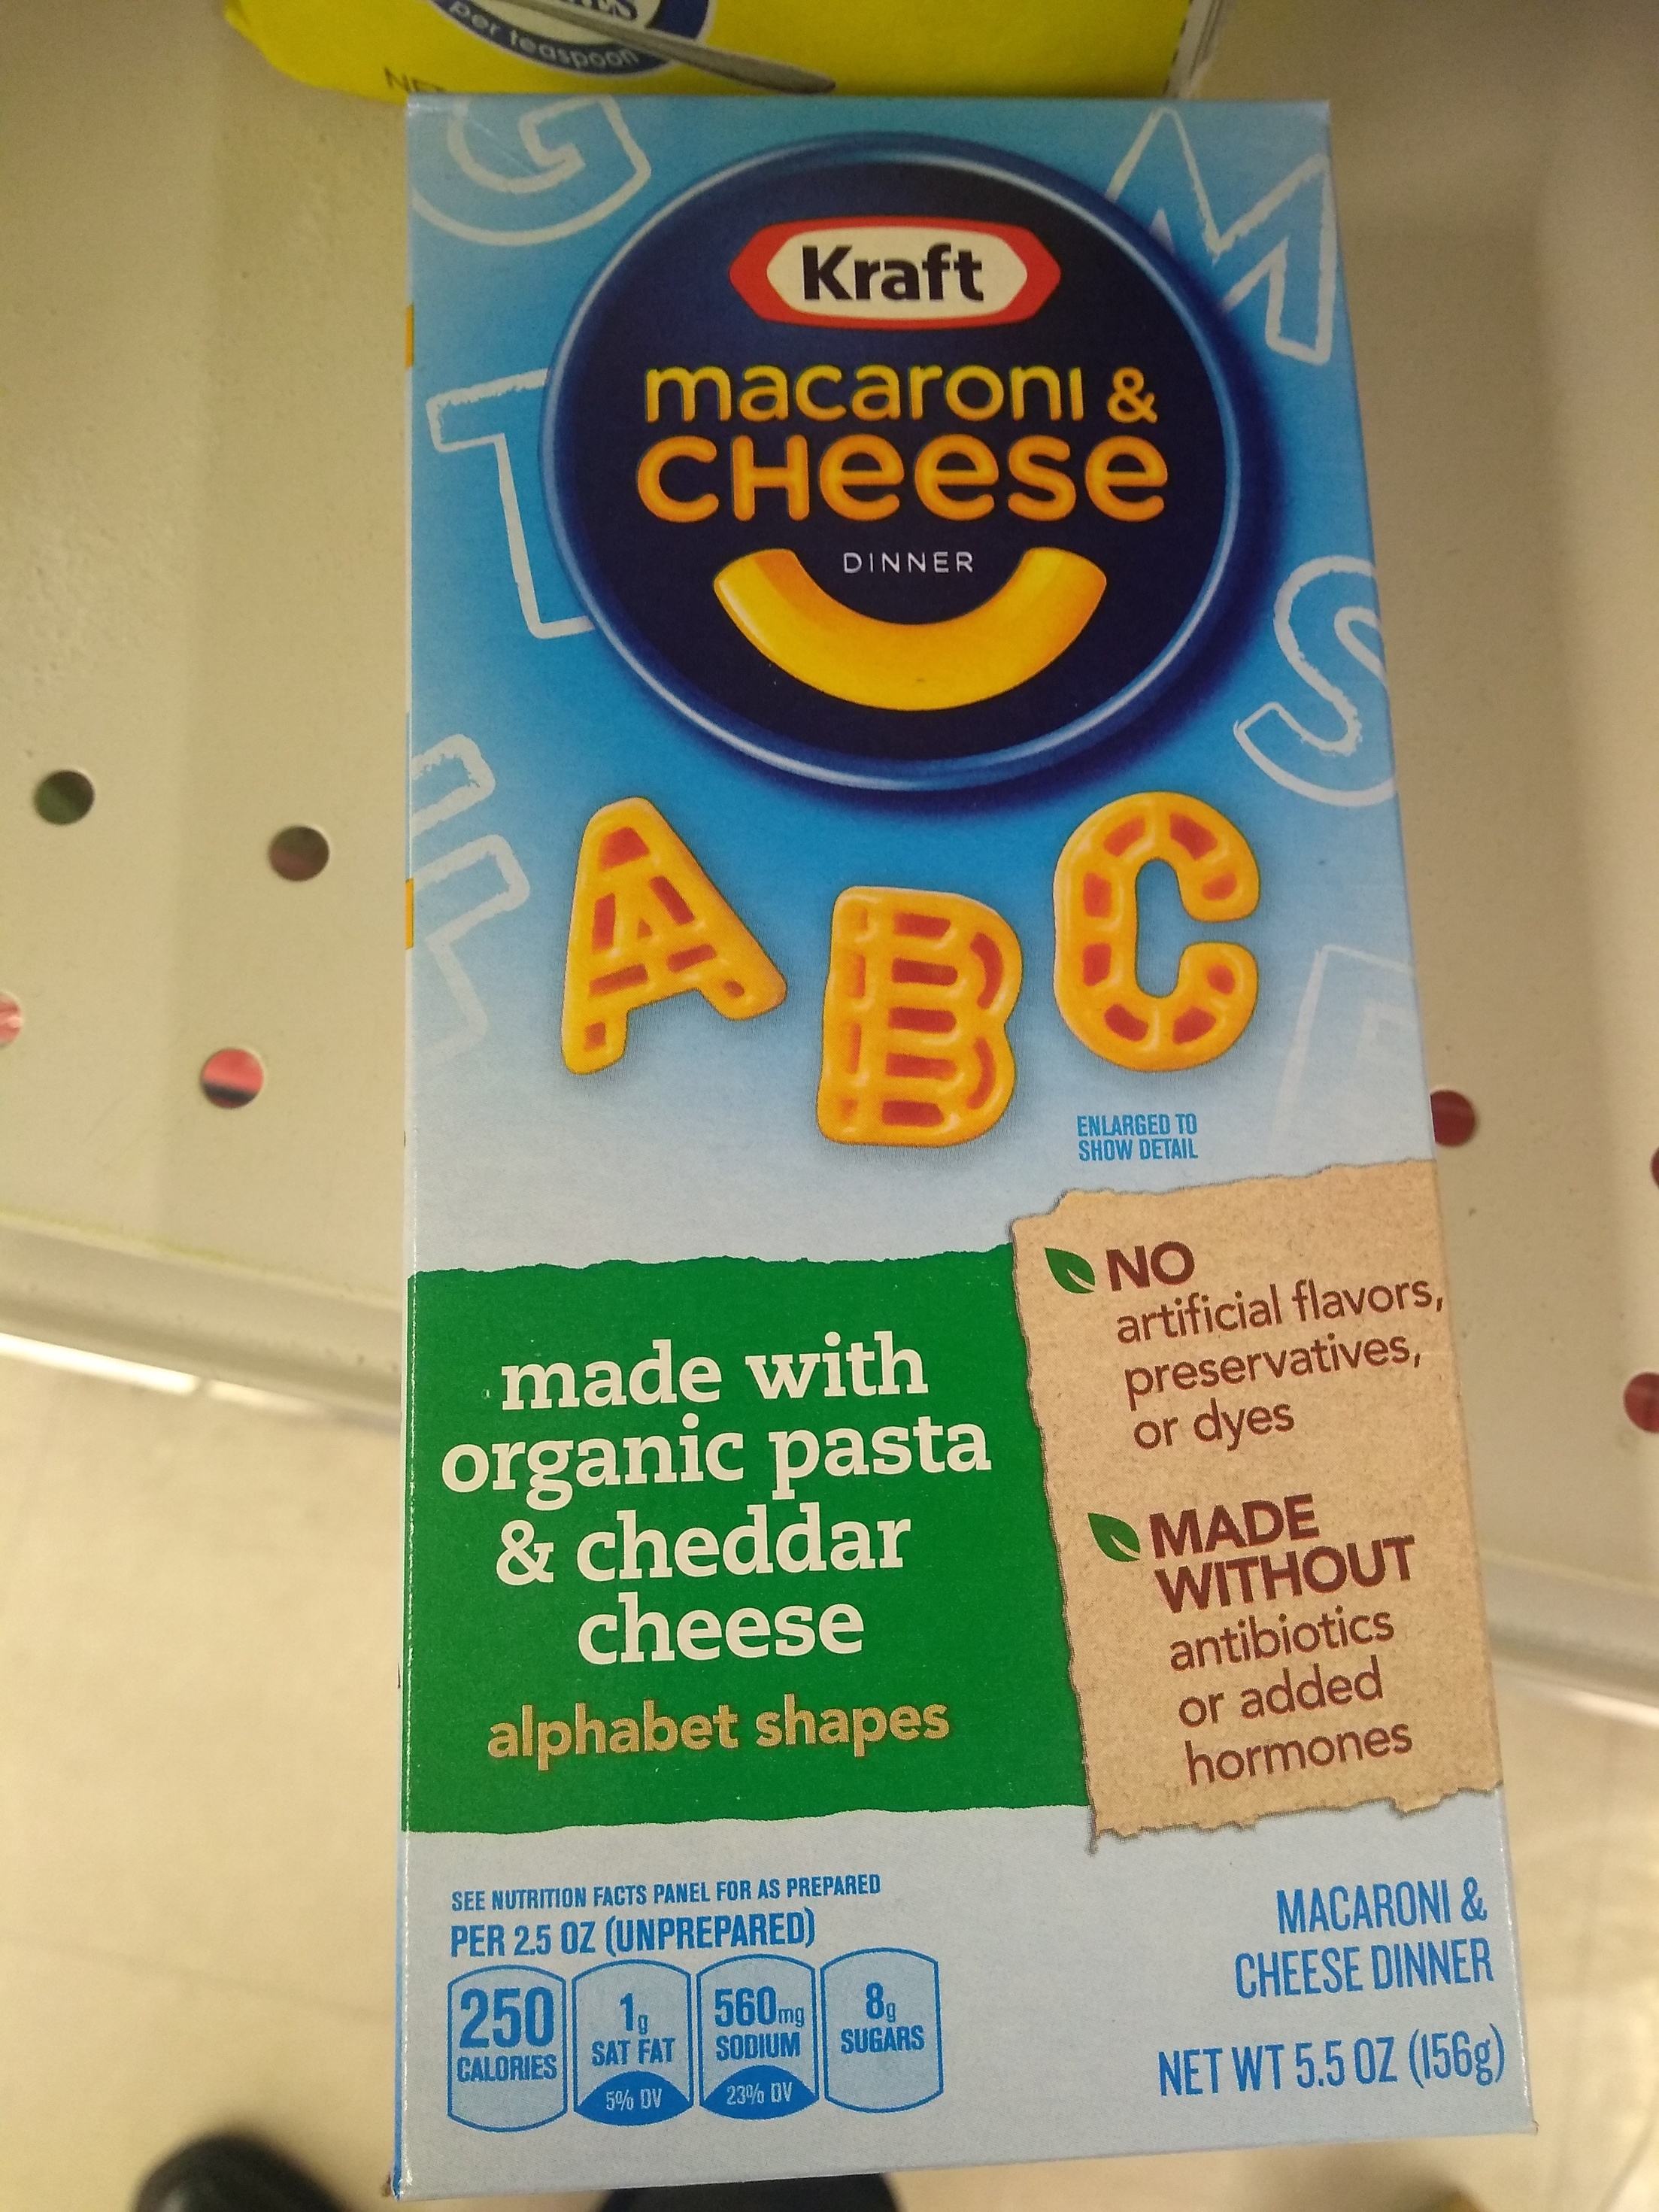 per teaspoon
G
M
Kraft
macaroni &
CHeese
DINNER
T
S
F
A B C
E
ENLARGED TO
SHOW DETAIL
made with
organic pasta
& cheddar
cheese
alphabet shapes
NO
artificial flavors,
preservatives,
or dyes
MADE
WITHOUT
antibiotics
or added
hormones
SEE NUTRITION FACTS PANEL FOR AS PREPARED
PER 2.5 OZ (UNPREPARED)
250
CALORIES
1g
SAT FAT
5% DV
560mg
SODIUM
23% DV
8g
SUGARS
MACARONI &
CHEESE DINNER
NET WT 5.5 OZ (156g)